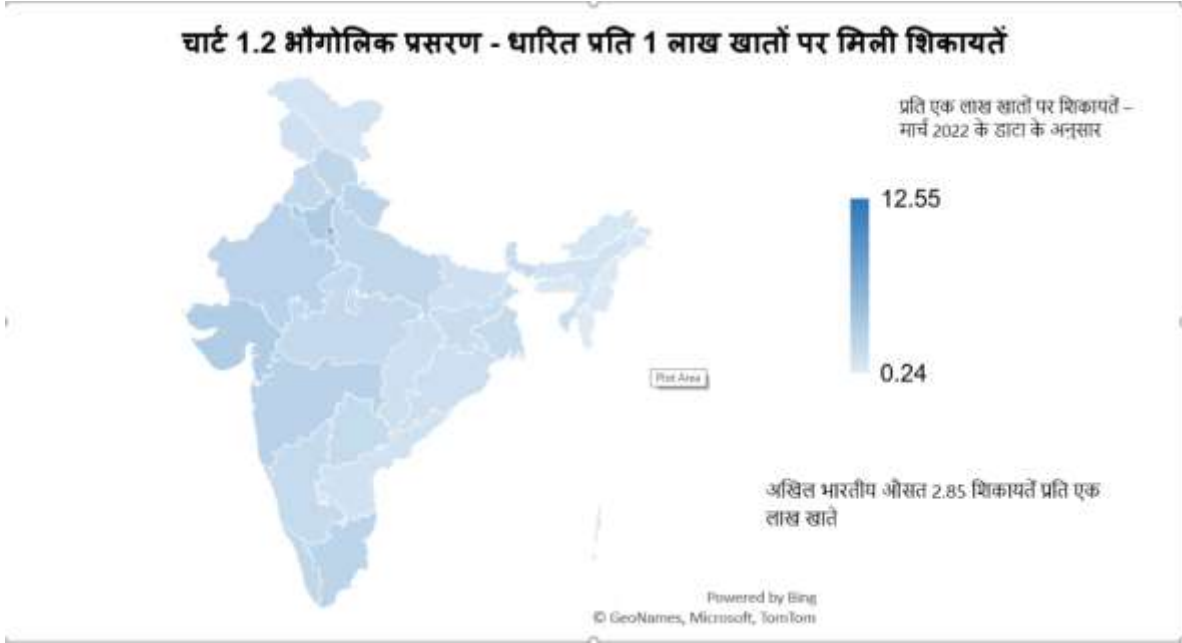 चार्ट 1.2 भौगोलिक प्रसरण - धारित प्रति 1 लाख खातों पर मिली शिकायतें
प्रति एक लाख खातों पर शिकायतें –
मार्च 2022 के डाटा के अनुसार
12.55
0.24
Plot Area
अखिल भारतीय औसत 2.85 शिकायतें प्रति एक
लाख खाते
Powered by Bing
© GeoNames, Microsoft, TomTom